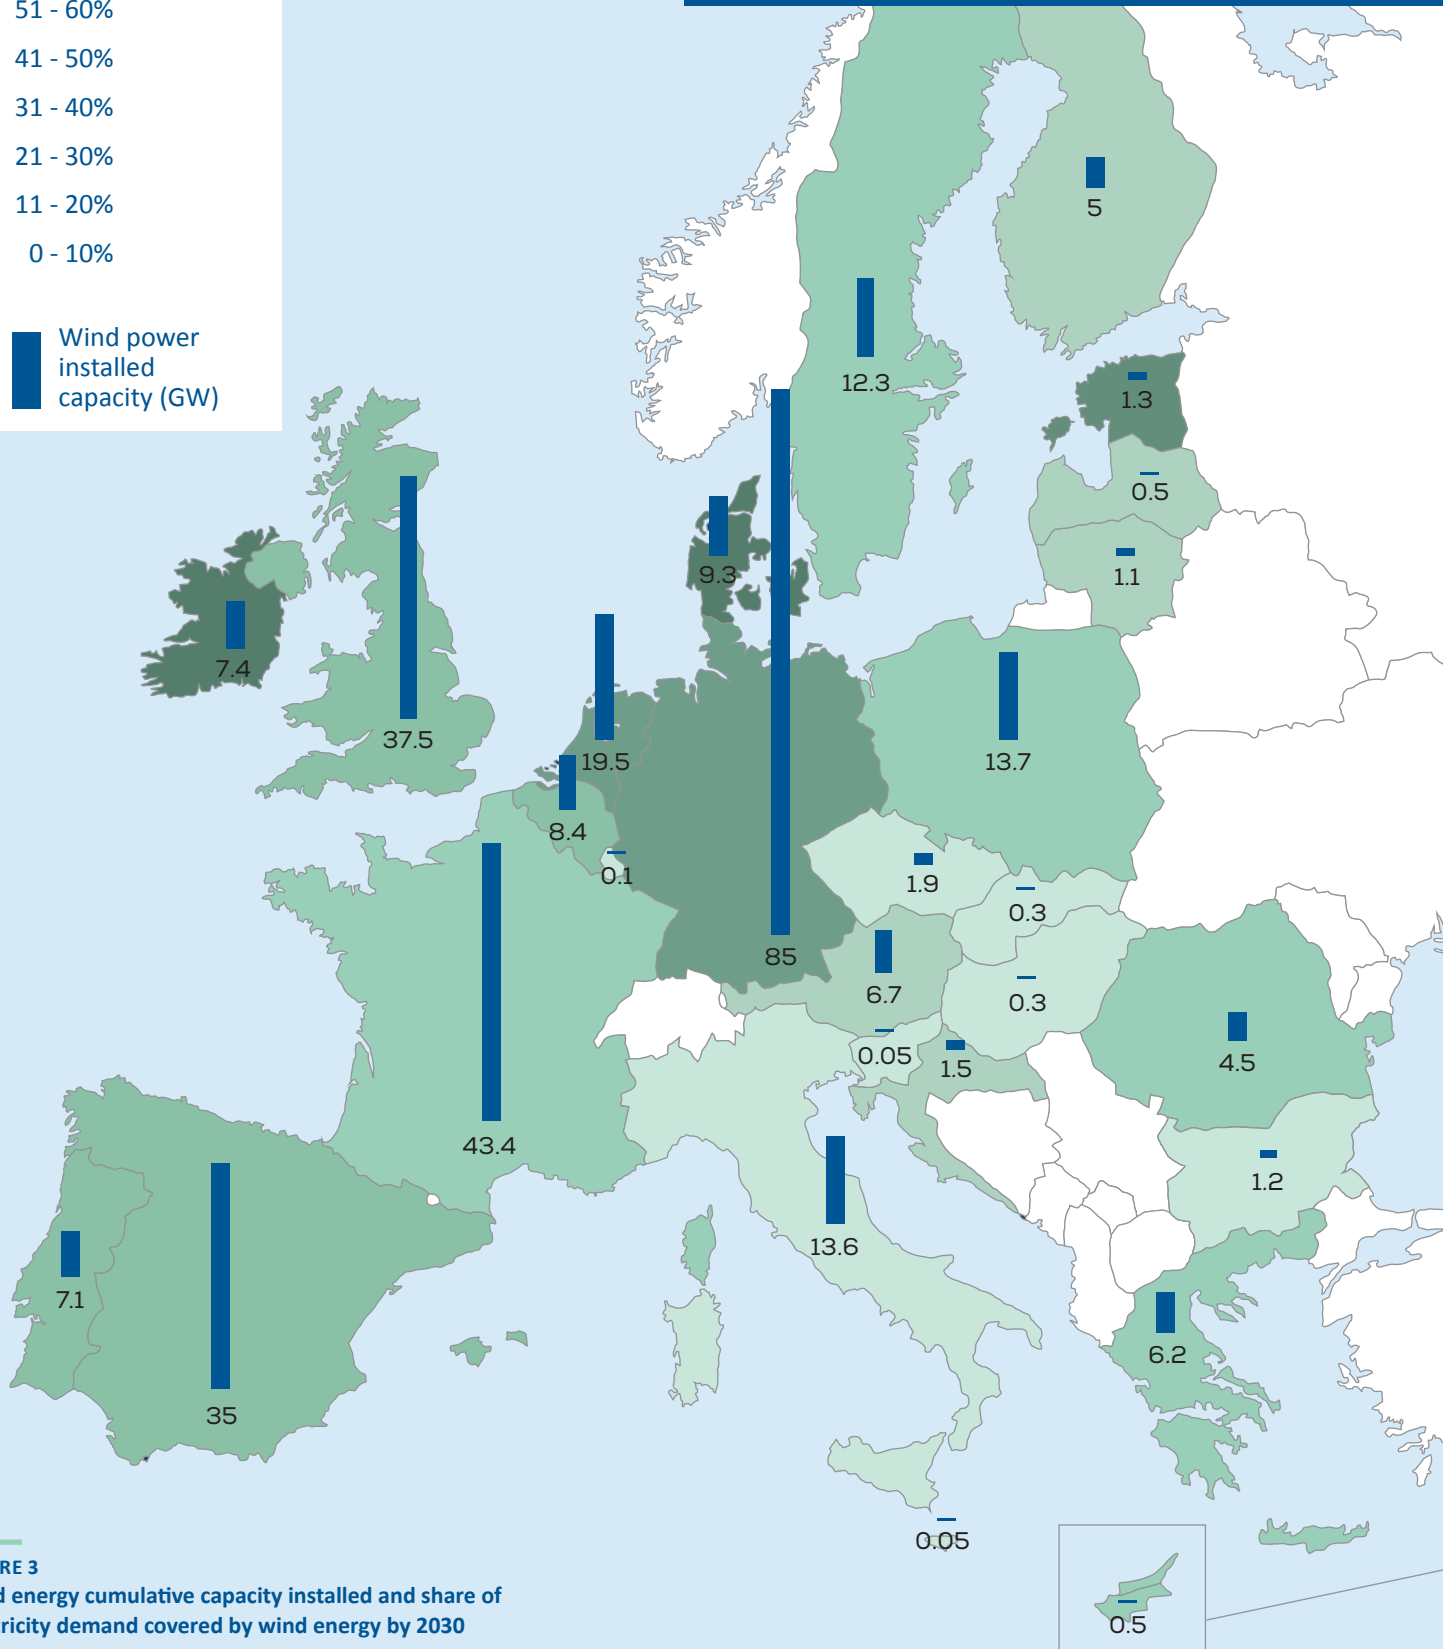 51 - 60%
41 - 50%
31 - 40%
21 - 30%
11 - 20%
0 - 10%
Wind power
installed
capacity (GW)
5
12.3
1.3
0.5
1.1
9.3
7.4
37.5
19.5
13.7
8.4
0.1
1.9
0.3
85
6.7
0.3
0.05
1.5
4.5
43.4
1.2
13.6
7.1
6.2
35
0.05
0.5
RE 3
energy cumulative capacity installed and share of
tricity demand covered by wind energy by 2030